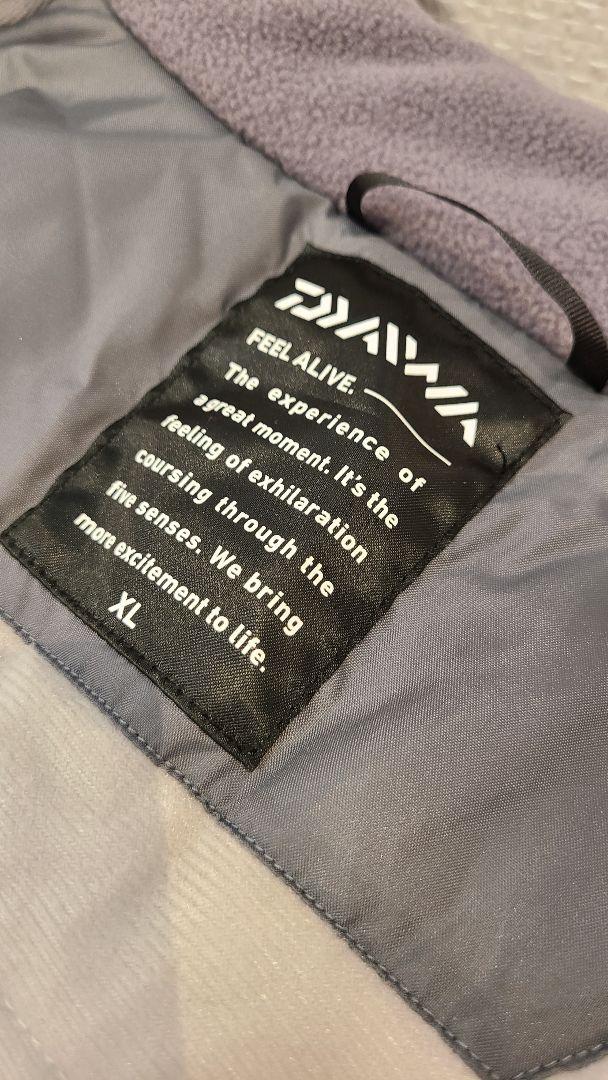 DAIWA
FEEL ALIVE.
The experience of
a great moment. It's the
feeling of exhilaration
coursing through the
five senses. We bring
more excitement to life.
XL